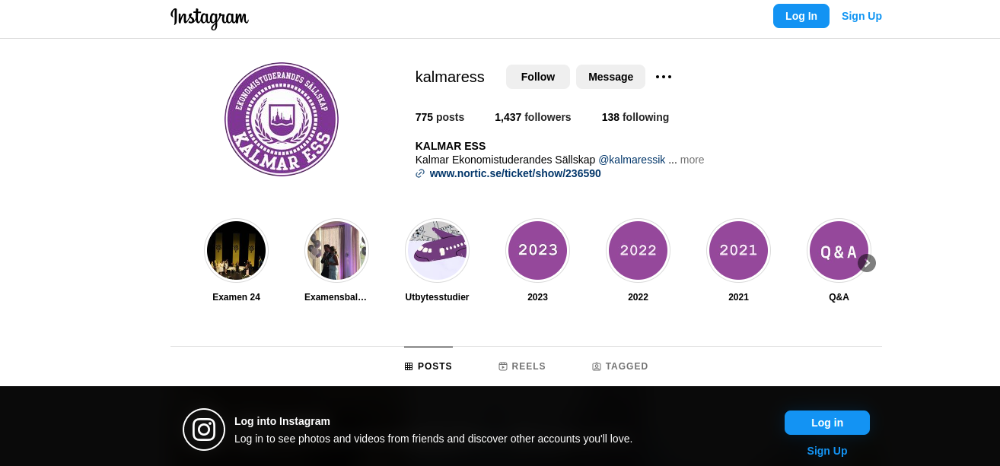 Instagram
Log In
Sign Up
EKONOMISTUDERANDES SÄLLSKAP
KALMAR ESS
kalmaress
Follow
Message
775 posts
1,437 followers
138 following
KALMAR ESS
Kalmar Ekonomistuderandes Sällskap @kalmaressik ... more
www.nortic.se/ticket/show/236590
2023
2022
2021
Q&A
Examen 24
Examensbal…
Utbytesstudier
2023
2022
2021
Q&A
POSTS
REELS
TAGGED
Log into Instagram
Log in to see photos and videos from friends and discover other accounts you'll love.
Log in
Sign Up